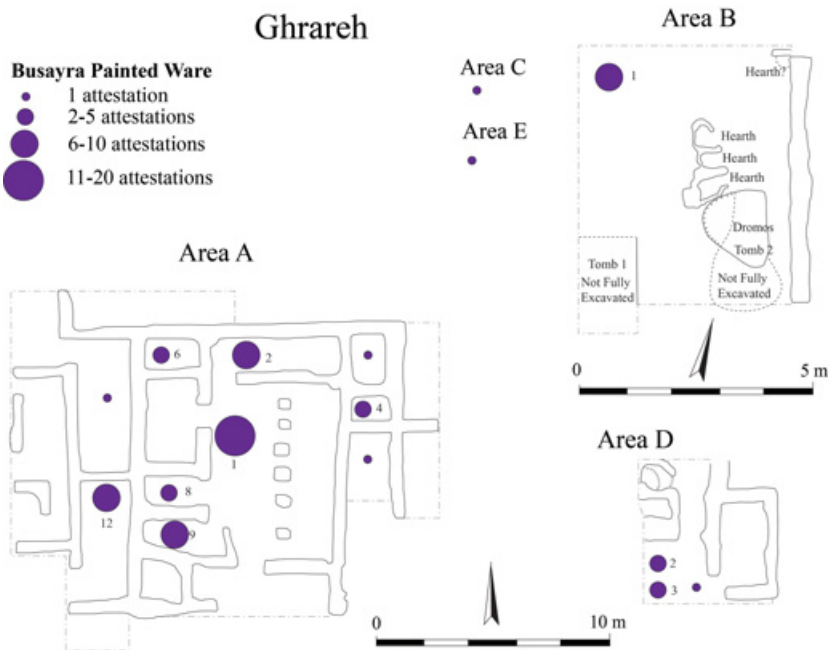 Ghrareh
Busayra Painted Ware
1 attestation
2-5 attestations
6-10 attestations
11-20 attestations
Area C
Area E
Area B
1
Hearth?
Hearth
Hearth
Hearth
Dromos
Tomb 2
Not Fully
Excavated
Tomb 1
Not Fully
Excavated
0
5 m
Area A
6
2
4
1
8
12
9
0
10 m
Area D
2
3